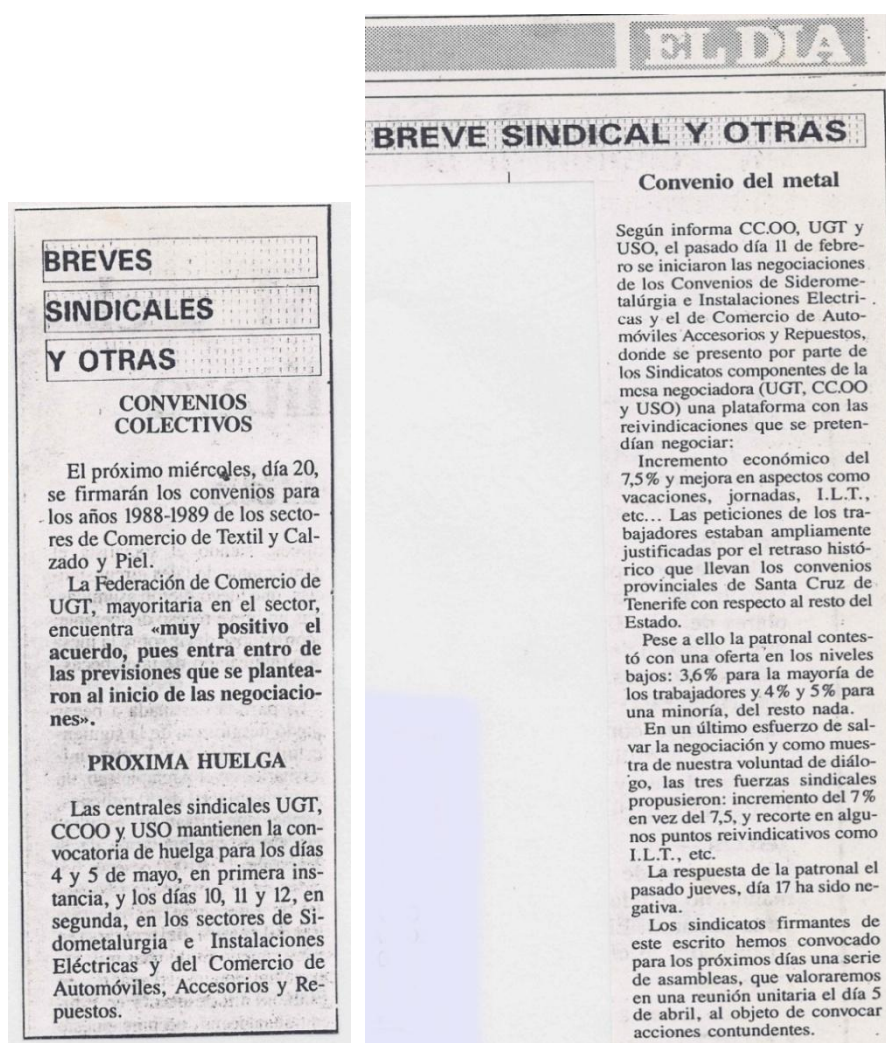 BREVES
SINDICALES
Y OTRAS
CONVENIOS
COLECTIVOS
El próximo miércoles, día 20,
se firmarán los convenios para
los años 1988-1989 de los secto-
res de Comercio de Textil y Cal-
zado y Piel.
La Federación de Comercio de
UGT, mayoritaria en el sector,
encuentra «muy positivo el
acuerdo, pues entra entro de
las previsiones que se plantea-
ron al inicio de las negociacio-
nes».
PROXIMA HUELGA
Las centrales sindicales UGT,
CCOO y USO mantienen la con-
vocatoria de huelga para los días
4 y 5 de mayo, en primera ins-
tancia, y los días 10, 11 y 12, en
segunda, en los sectores de Si-
dometalurgia e Instalaciones
Eléctricas y del Comercio de
Automóviles, Accesorios y Re-
puestos.
EL DIA
BREVE SINDICAL Y OTRAS
Convenio del metal
Según informa CC.OO, UGT y
USO, el pasado día 11 de febre-
ro se iniciaron las negociaciones
de los Convenios de Siderome-
talúrgia e Instalaciones Electri-
cas y el de Comercio de Auto-
móviles Accesorios y Repuestos,
donde se presento por parte de
los Sindicatos componentes de la
mesa negociadora (UGT, CC.OO
y USO) una plataforma con las
reivindicaciones que se preten-
dían negociar:
Incremento económico del
7,5% y mejora en aspectos como
vacaciones, jornadas, I.L.T.,
etc... Las peticiones de los tra-
bajadores estaban ampliamente
justificadas por el retraso histó-
rico que llevan los convenios
provinciales de Santa Cruz de
Tenerife con respecto al resto del
Estado.
Pese a ello la patronal contes-
tó con una oferta en los niveles
bajos: 3,6% para la mayoría de
los trabajadores y 4% y 5% para
una minoría, del resto nada.
En un último esfuerzo de sal-
var la negociación y como mues-
tra de nuestra voluntad de diálo-
go, las tres fuerzas sindicales
propusieron: incremento del 7%
en vez del 7,5, y recorte en algu-
nos puntos reivindicativos como
I.L.T., etc.
La respuesta de la patronal el
pasado jueves, día 17 ha sido ne-
gativa.
Los sindicatos firmantes de
este escrito hemos convocado
para los próximos días una serie
de asambleas, que valoraremos
en una reunión unitaria el día 5
de abril, al objeto de convocar
acciones contundentes.